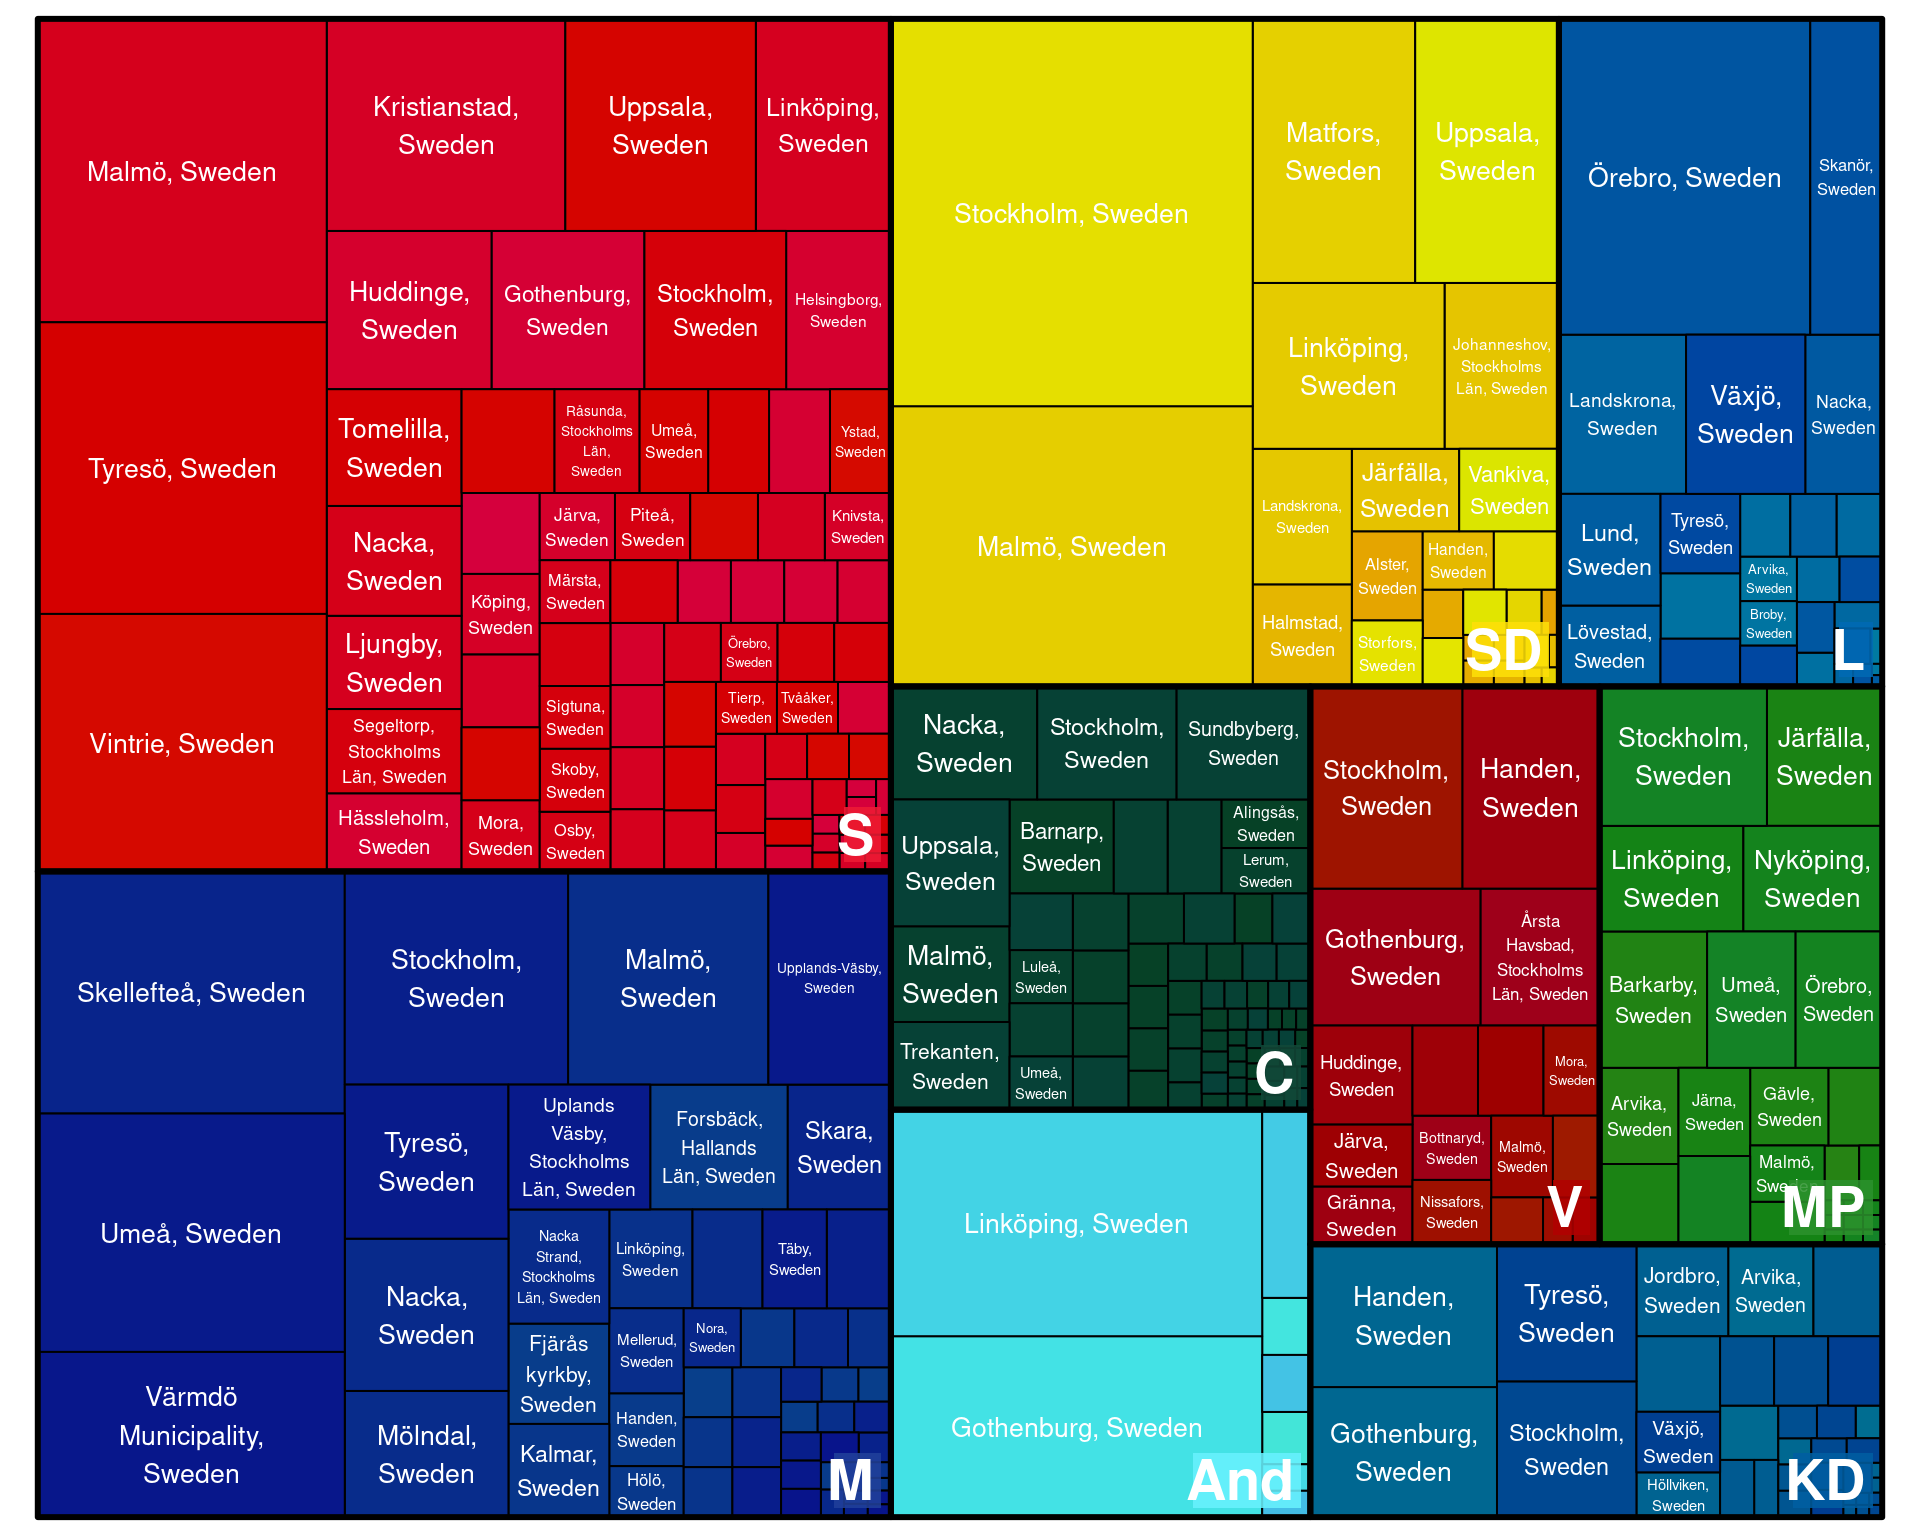 Malmö, Sweden
Tyresö, Sweden
Vintrie, Sweden
Kristianstad,
Sweden
Uppsala,
Sweden
Linköping,
Sweden
Huddinge,
Sweden
Gothenburg,
Sweden
Stockholm,
Sweden
Helsingborg,
Sweden
Tomelilla,
Sweden
Nacka,
Sweden
Ljungby,
Sweden
Segeltorp,
Stockholms
Län, Sweden
Hässleholm,
Sweden
Råsunda,
Stockholms
Län,
Sweden
Umeå,
Sweden
Ystad,
Sweden
Köping,
Sweden
Mora,
Sweden
Järva,
Sweden
Piteå,
Sweden
Knivsta,
Sweden
Märsta,
Sweden
Sigtuna,
Sweden
Skoby,
Sweden
Osby,
Sweden
Örebro,
Sweden
Tierp,
Sweden
Tvååker,
Sweden
S
Skellefteå, Sweden
Umeå, Sweden
Värmdö
Municipality,
Sweden
Stockholm,
Sweden
Malmö,
Sweden
Upplands-Väsby,
Sweden
Tyresö,
Sweden
Nacka,
Sweden
Mölndal,
Sweden
Uplands
Väsby,
Stockholms
Län, Sweden
Forsbäck,
Hallands
Län, Sweden
Skara,
Sweden
Nacka
Strand,
Stockholms
Län, Sweden
Fjärås
kyrkby,
Sweden
Kalmar,
Sweden
Linköping,
Sweden
Täby,
Sweden
Mellerud,
Sweden
Handen,
Sweden
Hölö,
Sweden
Nora,
Sweden
M
Stockholm, Sweden
Malmö, Sweden
Matfors,
Sweden
Uppsala,
Sweden
Linköping,
Sweden
Johanneshov,
Stockholms
Län, Sweden
Landskrona,
Sweden
Halmstad,
Sweden
Järfälla,
Sweden
Vankiva,
Sweden
Alster,
Sweden
Storfors,
Sweden
Handen,
Sweden
SD
Örebro, Sweden
Skanör,
Sweden
Landskrona,
Sweden
Växjö,
Sweden
Nacka,
Sweden
Lund,
Sweden
Lövestad,
Sweden
Tyresö,
Sweden
Arvika,
Sweden
Broby,
Sweden
L
Nacka,
Sweden
Stockholm,
Sweden
Sundbyberg,
Sweden
Uppsala,
Sweden
Malmö,
Sweden
Trekanten,
Sweden
Barnarp,
Sweden
Alingsås,
Sweden
Lerum,
Sweden
Luleå,
Sweden
Umeå,
Sweden
C
Linköping, Sweden
Gothenburg, Sweden
And
Stockholm,
Sweden
Handen,
Sweden
Gothenburg,
Sweden
Årsta
Havsbad,
Stockholms
Län, Sweden
Huddinge,
Sweden
Järva,
Sweden
Gränna,
Sweden
Mora,
Sweden
Bottnaryd,
Sweden
Nissafors,
Sweden
Malmö,
Sweden
V
Stockholm,
Sweden
Järfälla,
Sweden
Linköping,
Sweden
Nyköping,
Sweden
Barkarby,
Sweden
Umeå,
Sweden
Örebro,
Sweden
Arvika,
Sweden
Järna,
Sweden
Gävle,
Sweden
Malmö,
Sweden
MP
Handen,
Sweden
Gothenburg,
Sweden
Tyresö,
Sweden
Stockholm,
Sweden
Jordbro,
Sweden
Arvika,
Sweden
Växjö,
Sweden
Höllviken,
Sweden
KD